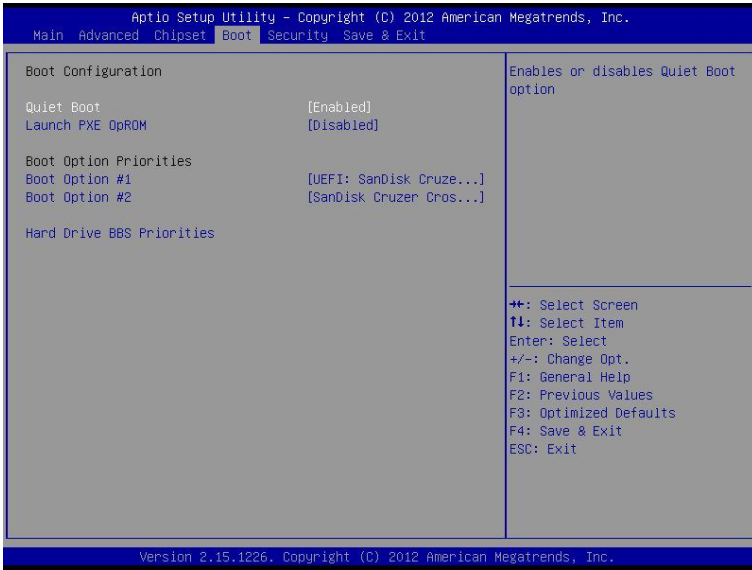 Aptio Setup Utility – Copyright (C) 2012 American Megatrends, Inc.
Main Advanced Chipset Boot Security Save & Exit
Boot Configuration
Quiet Boot [Enabled]
Launch PXE OpROM [Disabled]
Boot Option Priorities
Boot Option #1 [UEFI: SanDisk Cruze...]
Boot Option #2 [SanDisk Cruzer Cros...]
Hard Drive BBS Priorities
Enables or disables Quiet Boot
option
→←: Select Screen
↑↓: Select Item
Enter: Select
+/-: Change Opt.
F1: General Help
F2: Previous Values
F3: Optimized Defaults
F4: Save & Exit
ESC: Exit
Version 2.15.1226. Copyright (C) 2012 American Megatrends, Inc.